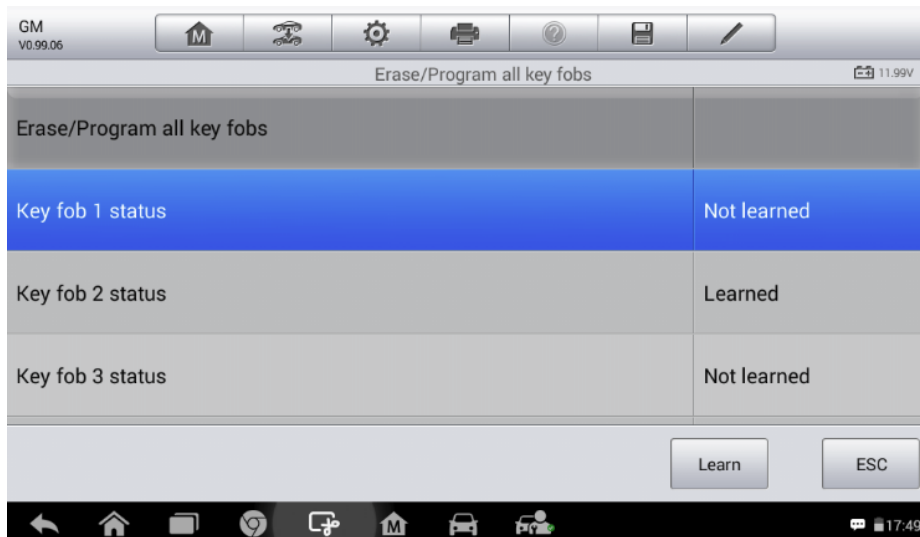 GM
V0.99.06
Erase/Program all key fobs
11.99V
Erase/Program all key fobs
Key fob 1 status Not learned
Key fob 2 status Learned
Key fob 3 status Not learned
Learn ESC
17:49